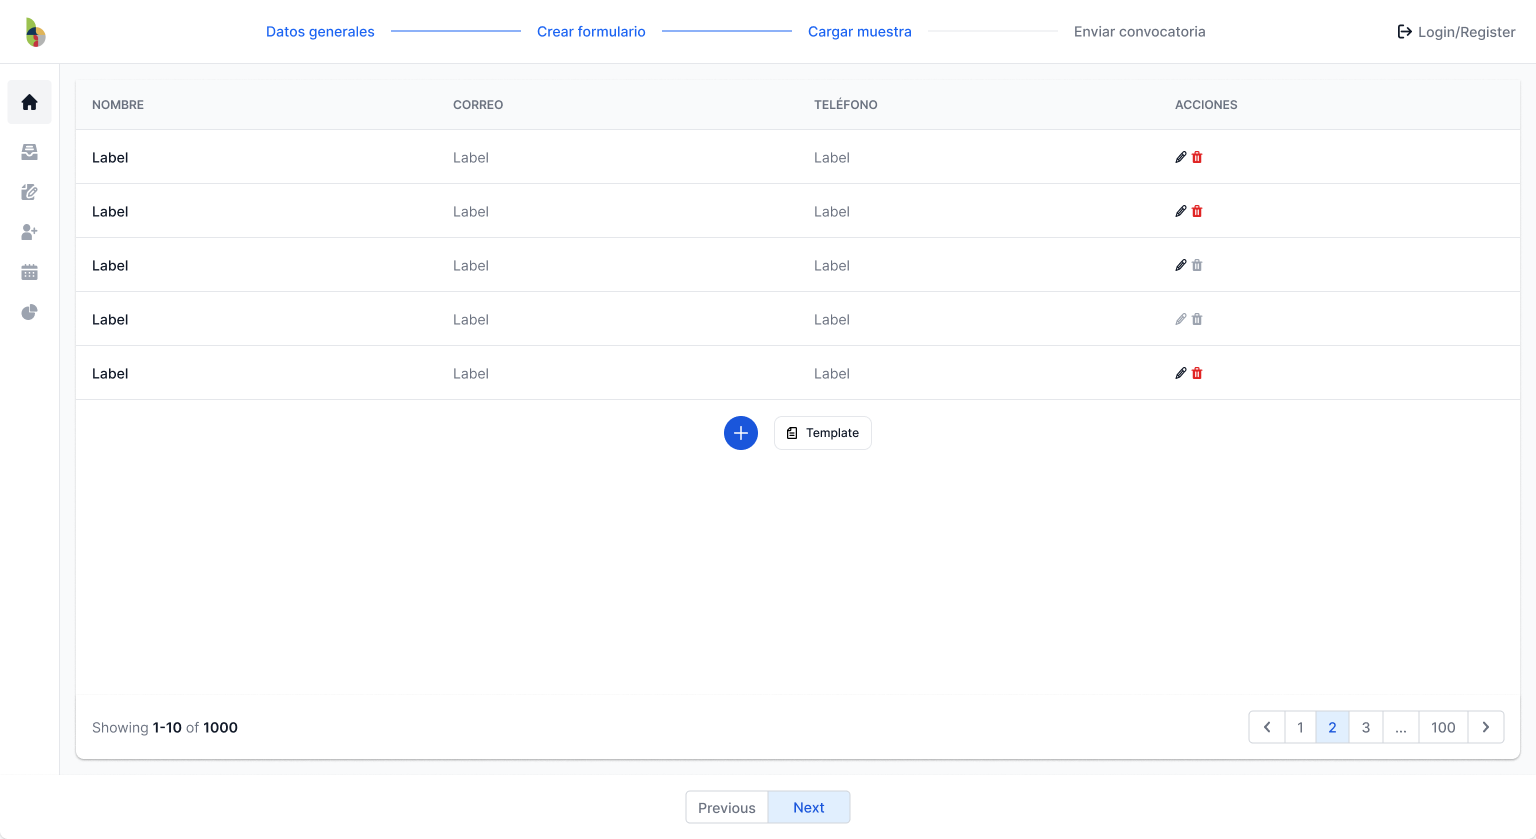 Datos generales Crear formulario Cargar muestra Enviar convocatoria Login/Register
NOMBRE CORREO TELÉFONO ACCIONES
Label Label Label
Label Label Label
Label Label Label
Label Label Label
Label Label Label
Template
Showing 1-10 of 1000 1 2 3 ... 100
Previous Next